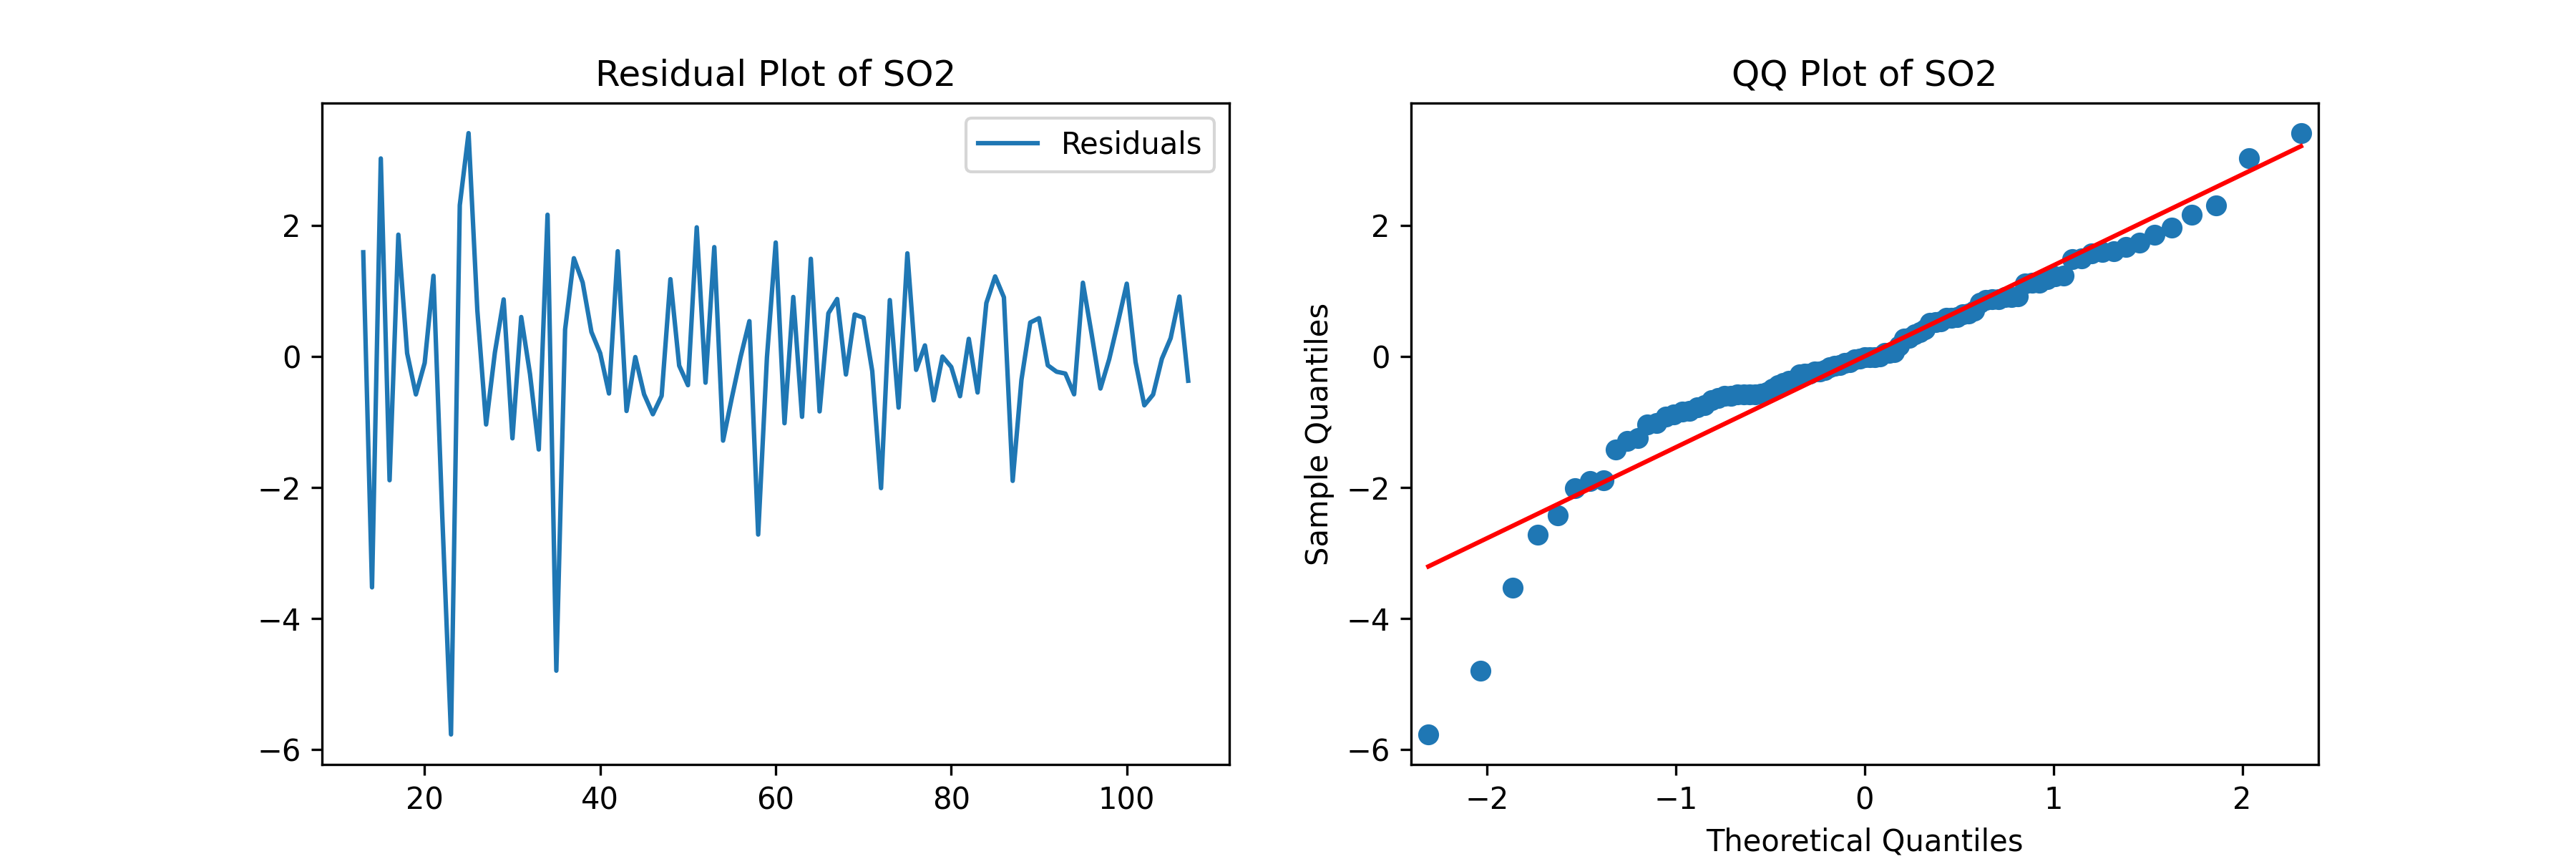 Residual Plot of SO2
Residuals
2
0
−2
−4
−6
20 40 60 80 100
QQ Plot of SO2
Sample Quantiles
2
0
−2
−4
−6
−2 −1 0 1 2
Theoretical Quantiles